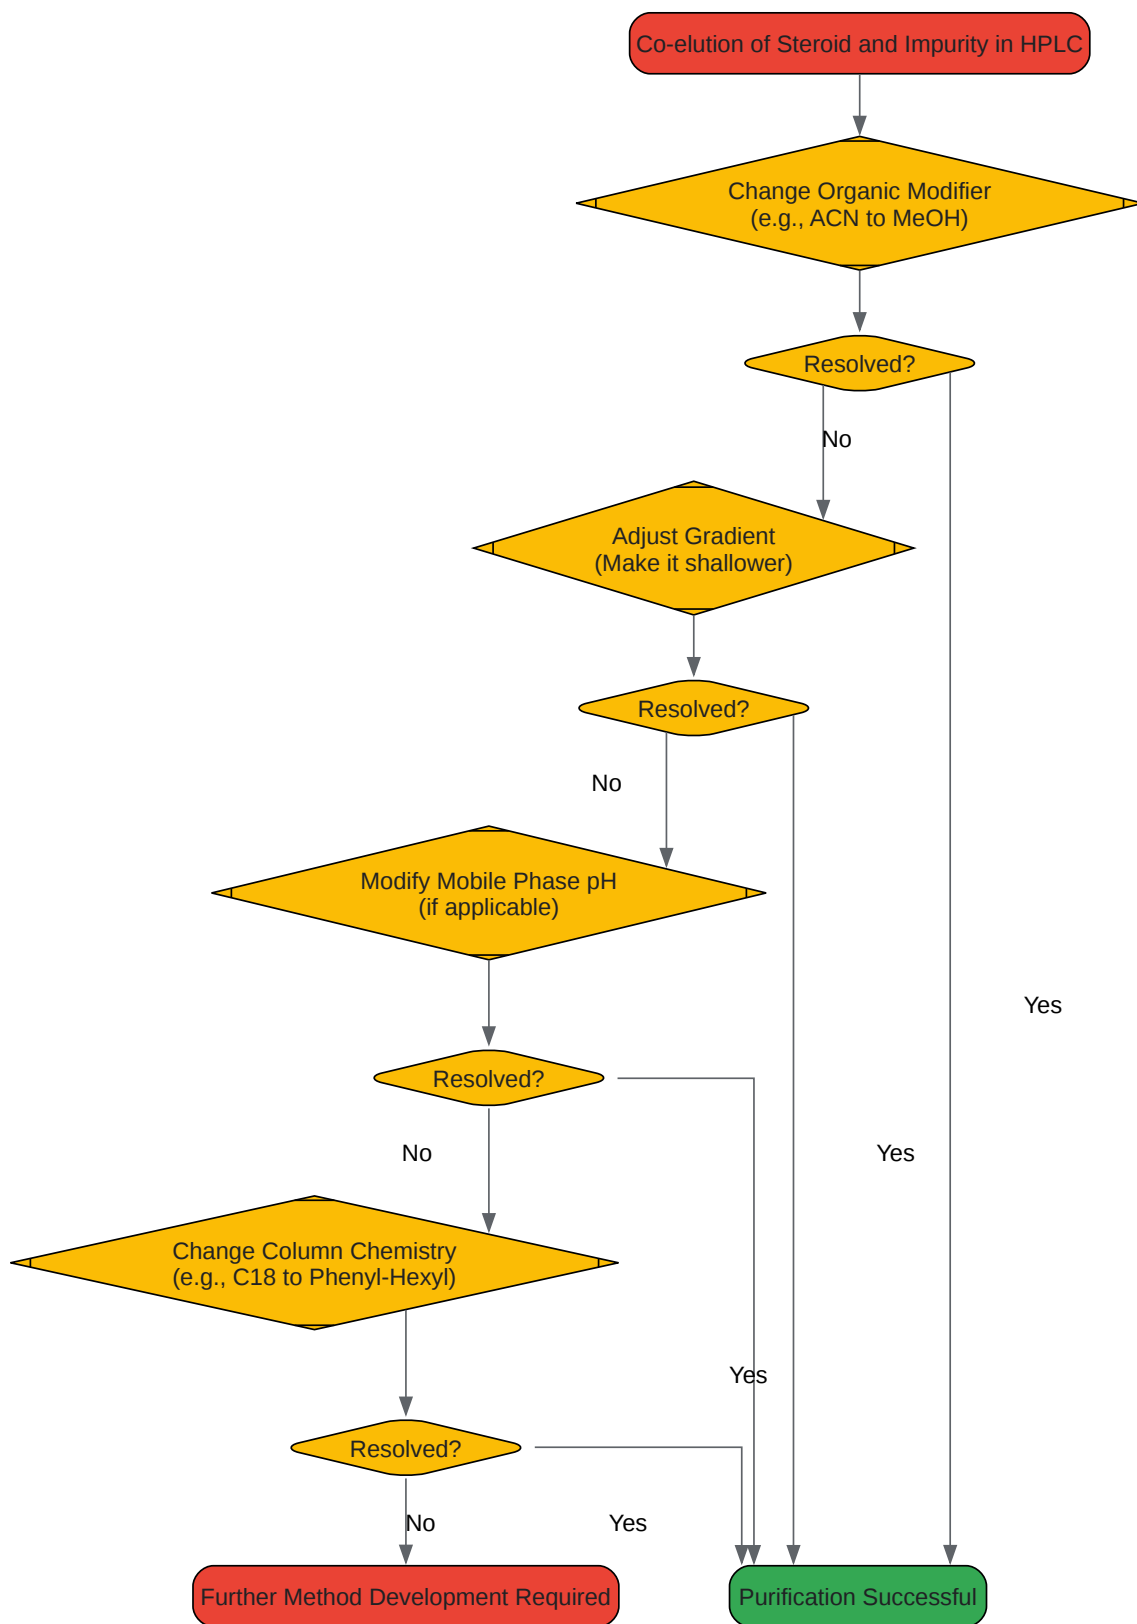 Co-elution of Steroid and Impurity in HPLC
Change Organic Modifier
(e.g., ACN to MeOH)
Resolved?
No
Adjust Gradient
(Make it shallower)
Resolved?
No
Modify Mobile Phase pH
(if applicable)
Yes
Resolved?
No
Yes
Change Column Chemistry
(e.g., C18 to Phenyl-Hexyl)
Yes
Resolved?
No
Yes
Further Method Development Required
Purification Successful